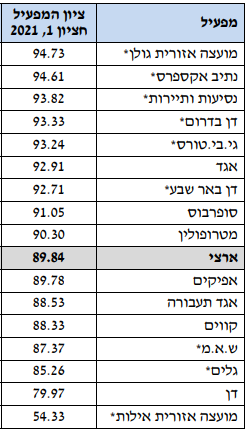 מפעיל ציון המפעיל
חציון 1, 2021
מועצה אזורית גולן* 94.73
נתיב אקספרס* 94.61
נסיעות ותיירות* 93.82
דן בדרום* 93.33
ג'י.בי.טורס* 93.24
אגד 92.91
דן באר שבע* 92.71
סופרבוס 91.05
מטרופולין 90.30
ארצי 89.84
אפיקים 89.78
אגד תעבורה 88.53
קווים 88.33
ש.א.מ* 87.37
גלים* 85.26
דן 79.97
מועצה אזורית אילות* 54.33